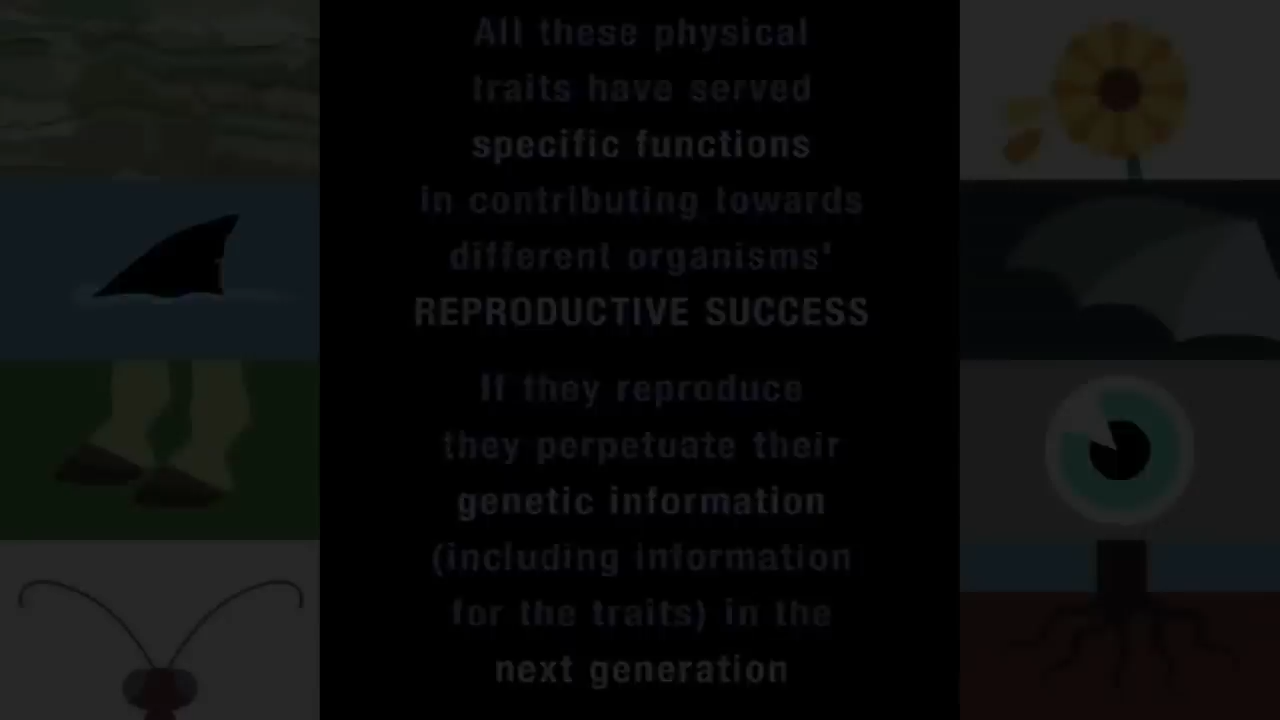 All these physical
traits have served
specific functions
in contributing towards
different organisms'
REPRODUCTIVE SUCCESS
If they reproduce
they perpetuate their
genetic information
(including information
for the traits) in the
next generation